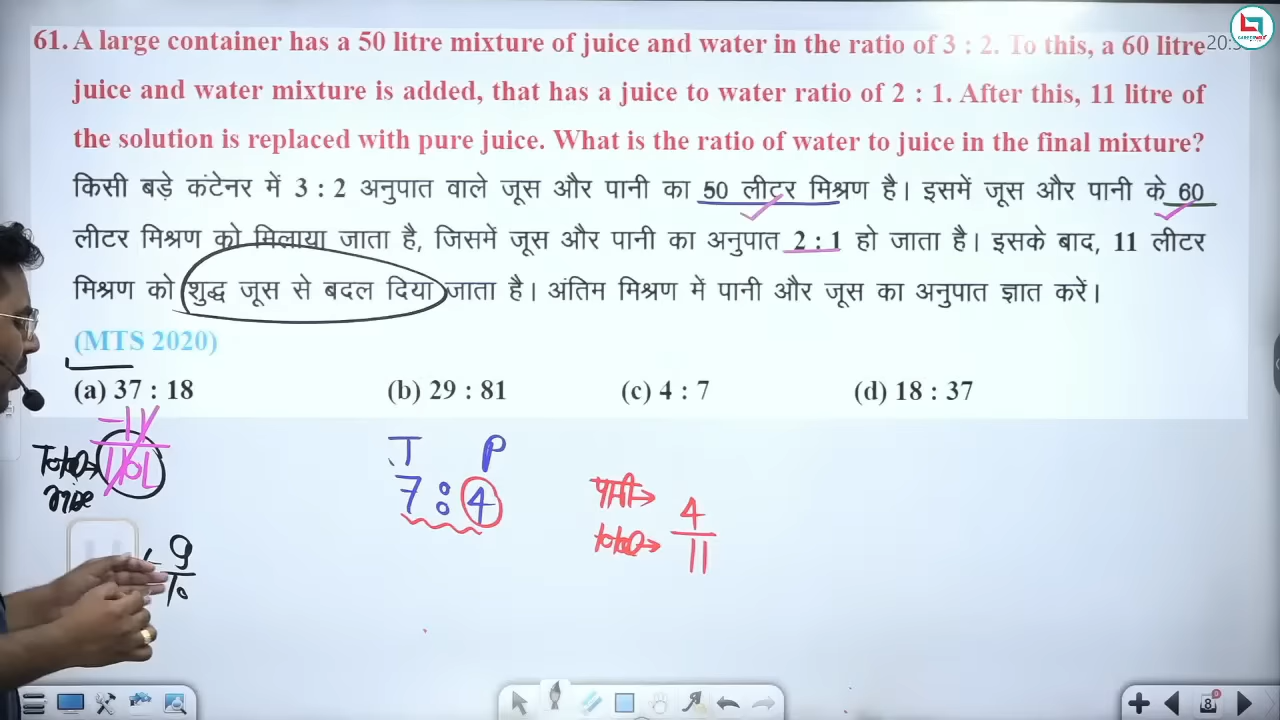 61. A large container has a 50 litre mixture of juice and water in the ratio of 3 : 2. To this, a 60 litre
juice and water mixture is added, that has a juice to water ratio of 2 : 1. After this, 11 litre of
the solution is replaced with pure juice. What is the ratio of water to juice in the final mixture?
किसी बड़े कंटेनर में 3 : 2 अनुपात वाले जूस और पानी का 50 लीटर मिश्रण है। इसमें जूस और पानी के 60
लीटर मिश्रण को मिलाया जाता है, जिसमें जूस और पानी का अनुपात 2 : 1 हो जाता है। इसके बाद, 11 लीटर
मिश्रण को शुद्ध जूस से बदल दिया जाता है। अंतिम मिश्रण में पानी और जूस का अनुपात ज्ञात करें।
(MTS 2020)
(a) 37 : 18 (b) 29 : 81 (c) 4 : 7 (d) 18 : 37
-11
J P
7 : 4
पानी→ 4
Total→ 11
9
10